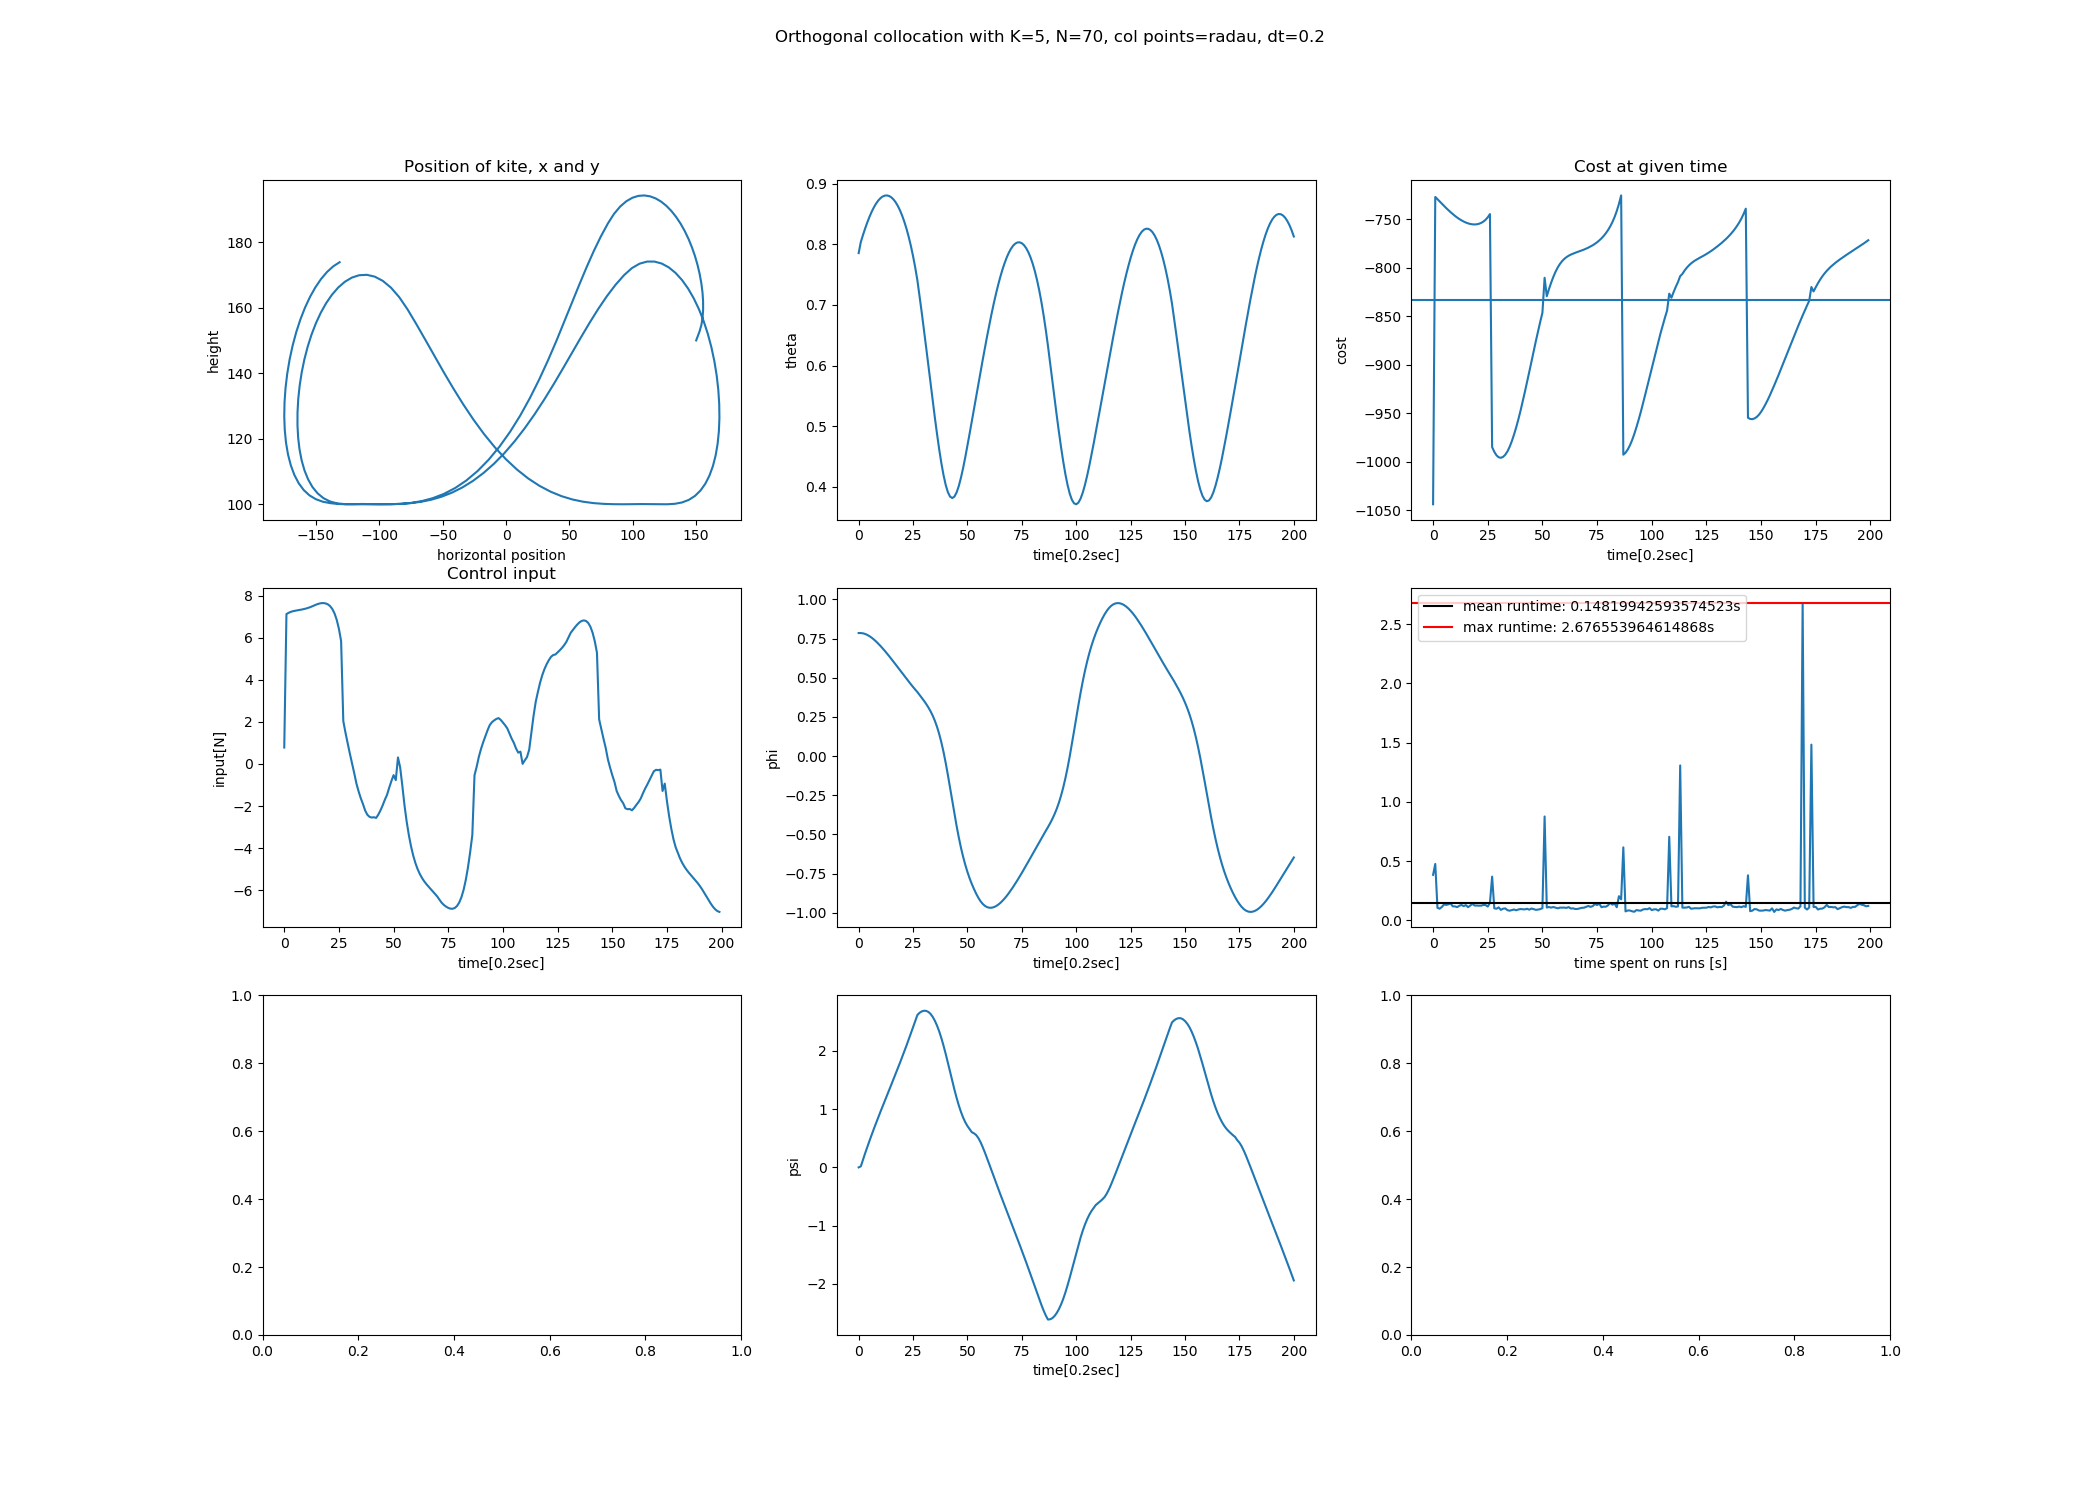 Orthogonal collocation with K=5, N=70, col points=radau, dt=0.2
Position of kite, x and y
180
160
140
120
100
height
−150 −100 −50 0 50 100 150
horizontal position
0.9
0.8
0.7
0.6
0.5
0.4
theta
0 25 50 75 100 125 150 175 200
time[0.2sec]
Cost at given time
−750
−800
−850
−900
−950
−1000
−1050
cost
0 25 50 75 100 125 150 175 200
time[0.2sec]
Control input
8
6
4
2
0
−2
−4
−6
input[N]
0 25 50 75 100 125 150 175 200
time[0.2sec]
1.00
0.75
0.50
0.25
0.00
−0.25
−0.50
−0.75
−1.00
phi
0 25 50 75 100 125 150 175 200
time[0.2sec]
mean runtime: 0.14819942593574523s
max runtime: 2.676553964614868s
2.5
2.0
1.5
1.0
0.5
0.0
0 25 50 75 100 125 150 175 200
time spent on runs [s]
1.0
0.8
0.6
0.4
0.2
0.0
0.0 0.2 0.4 0.6 0.8 1.0
2
1
0
−1
−2
psi
0 25 50 75 100 125 150 175 200
time[0.2sec]
1.0
0.8
0.6
0.4
0.2
0.0
0.0 0.2 0.4 0.6 0.8 1.0